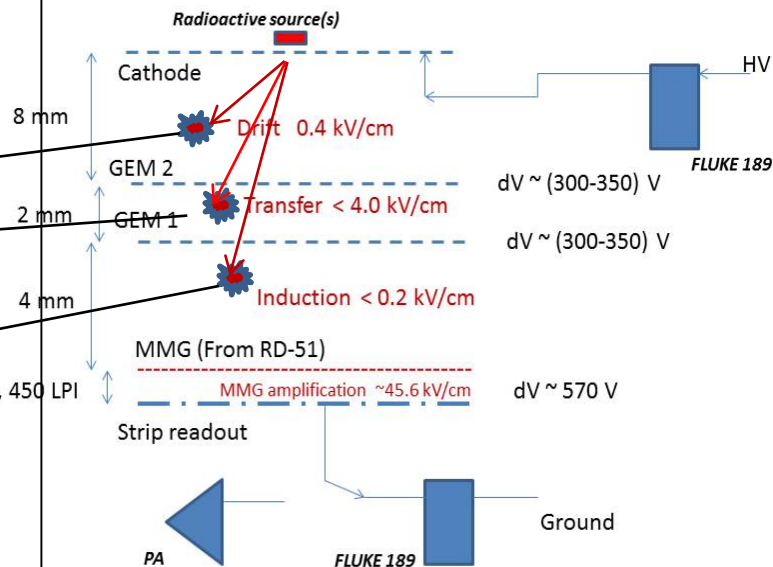 Radioactive source(s)
HV
Cathode
8 mm
Drift 0.4 kV/cm
FLUKE 189
GEM 2
dV ~ (300-350) V
2 mm
GEM 1
Transfer < 4.0 kV/cm
dV ~ (300-350) V
4 mm
Induction < 0.2 kV/cm
MMG (From RD-51)
, 450 LPI
MMG amplification ~45.6 kV/cm
dV ~ 570 V
Strip readout
Ground
PA
FLUKE 189